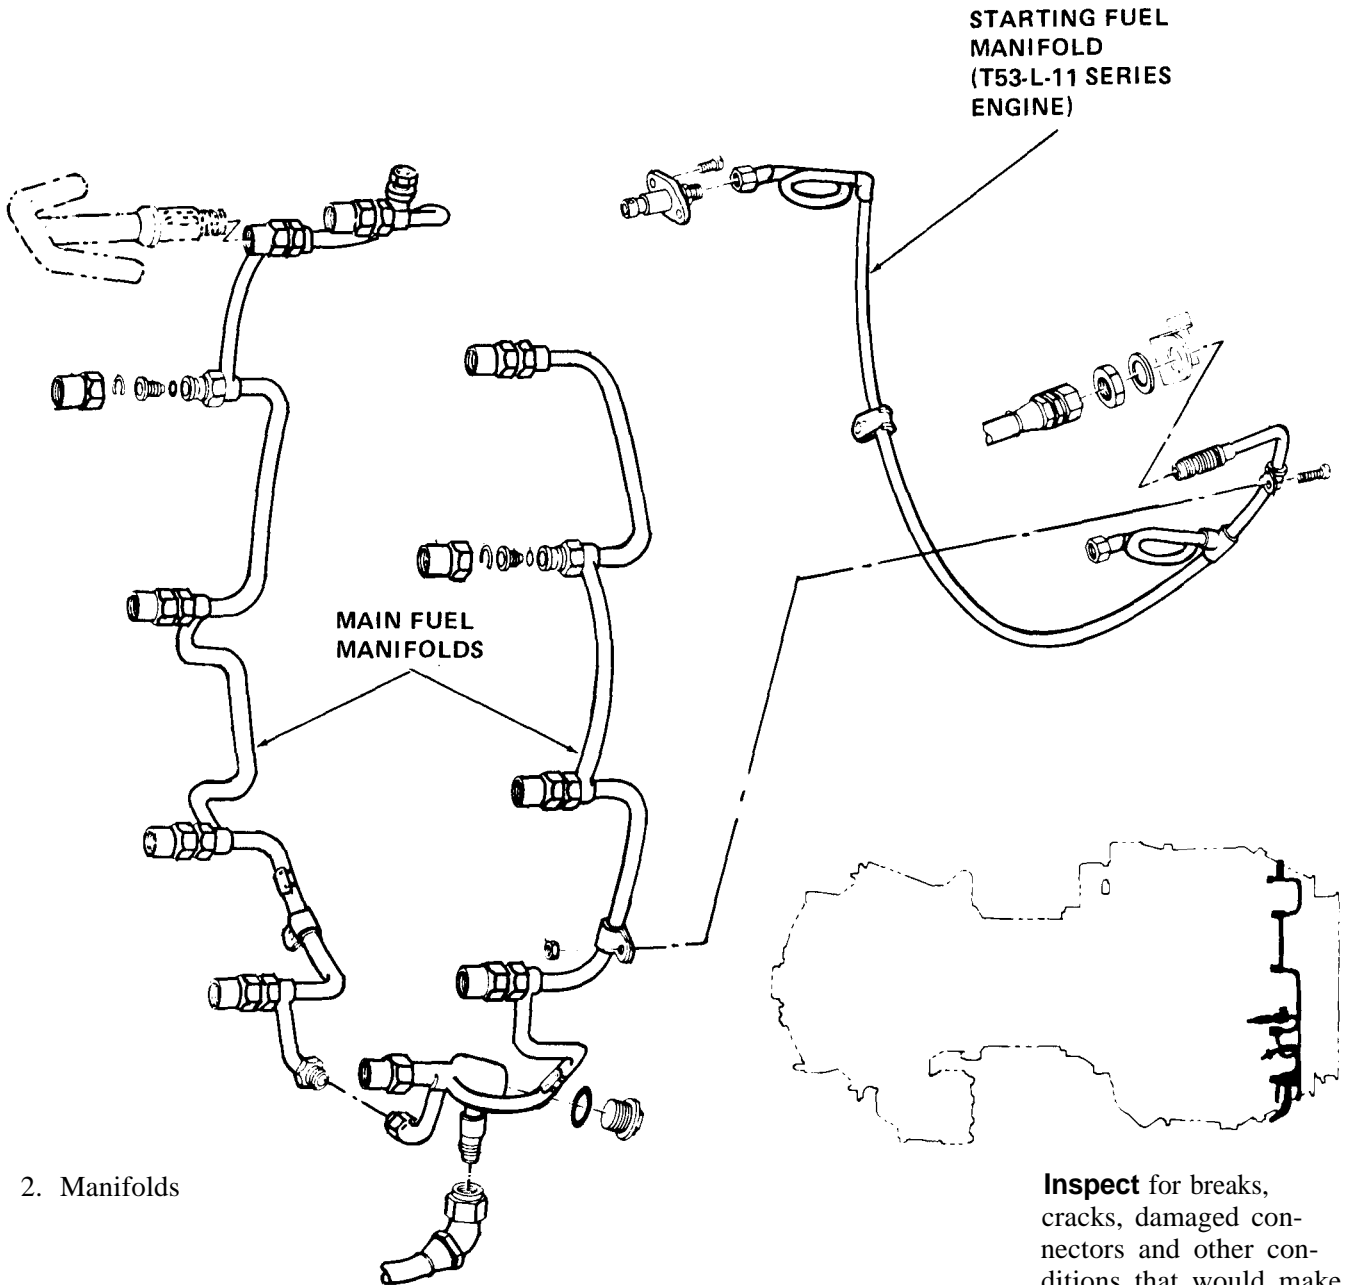 STARTING FUEL
MANIFOLD
(T53-L-11 SERIES
ENGINE)
MAIN FUEL
MANIFOLDS
2. Manifolds
Inspect for breaks,
cracks, damaged con-
nectors and other con-
ditions that would make